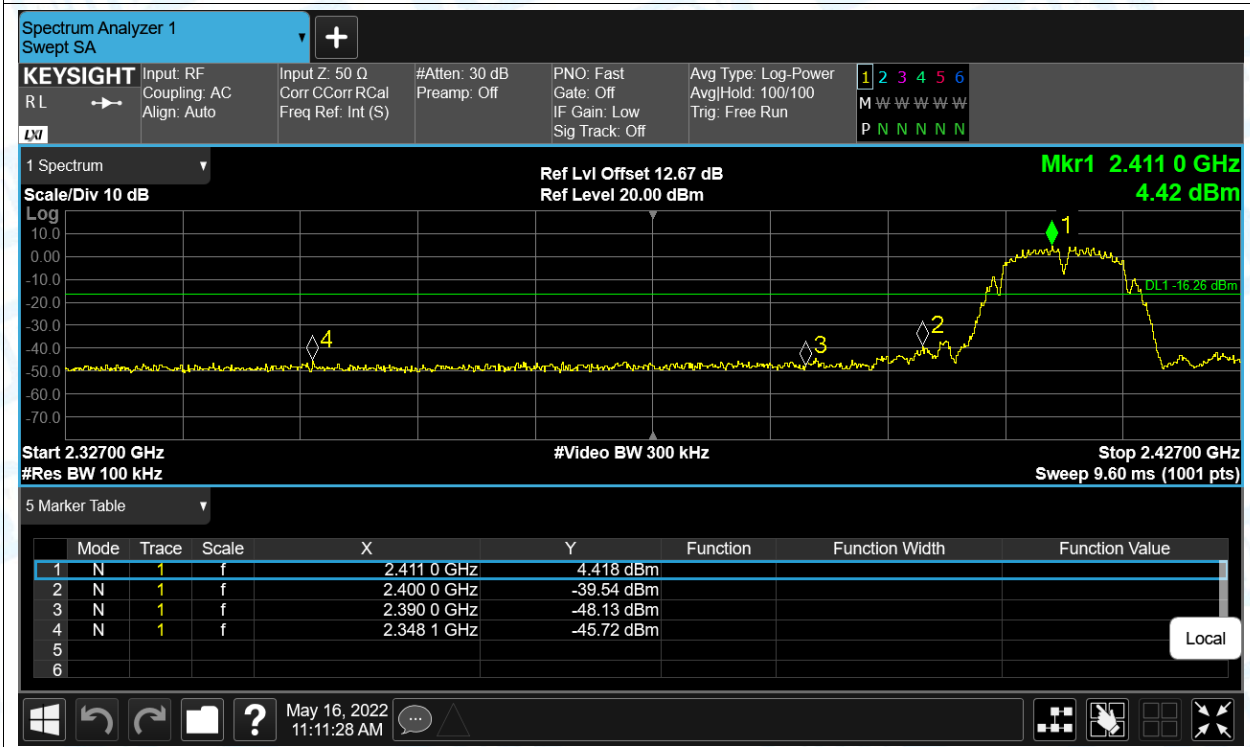 Spectrum Analyzer 1
Swept SA
KEYSIGHT Input: RF Input Z: 50 Ω #Atten: 30 dB PNO: Fast Avg Type: Log-Power 1 2 3 4 5 6
RL Coupling: AC Corr CCorr RCal Preamp: Off Gate: Off Avg|Hold: 100/100 M W W W W W
Align: Auto Freq Ref: Int (S) IF Gain: Low Trig: Free Run
LXI Sig Track: Off P N N N N N
1 Spectrum Ref Lvl Offset 12.67 dB Mkr1 2.411 0 GHz
Scale/Div 10 dB Ref Level 20.00 dBm 4.42 dBm
Log
10.0 1
0.00
-10.0 DL1 -16.26 dBm
-20.0
-30.0 2
-40.0 4 3
-50.0
-60.0
-70.0
Start 2.32700 GHz #Video BW 300 kHz Stop 2.42700 GHz
#Res BW 100 kHz Sweep 9.60 ms (1001 pts)
5 Marker Table
Mode Trace Scale X Y Function Function Width Function Value
1 N 1 f 2.411 0 GHz 4.418 dBm
2 N 1 f 2.400 0 GHz -39.54 dBm
3 N 1 f 2.390 0 GHz -48.13 dBm
4 N 1 f 2.348 1 GHz -45.72 dBm
5
6
Local
? May 16, 2022
11:11:28 AM